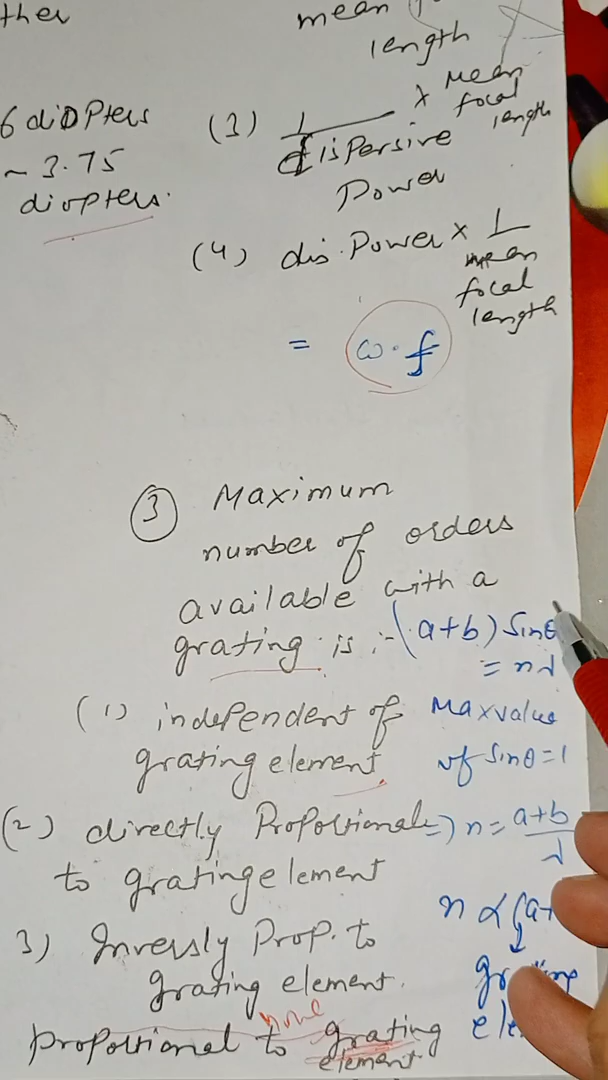 ther
mean
length
6 diopters
~ 3.75
diopters.
(3) 1 / dispersive Power × Mean focal length
(4) dis. Power × 1 / mean focal length
= ω.f
③ Maximum
number of orders
available with a
grating is :- (a+b) Sinθ
= nλ
(1) independent of
grating element.
Max value
of sinθ=1
(2) directly Proportional
to grating element
=) n = a+b / λ
n ∝ (a+
3) Inversly Prop. to
grating element.
none
Proportional to grating
element